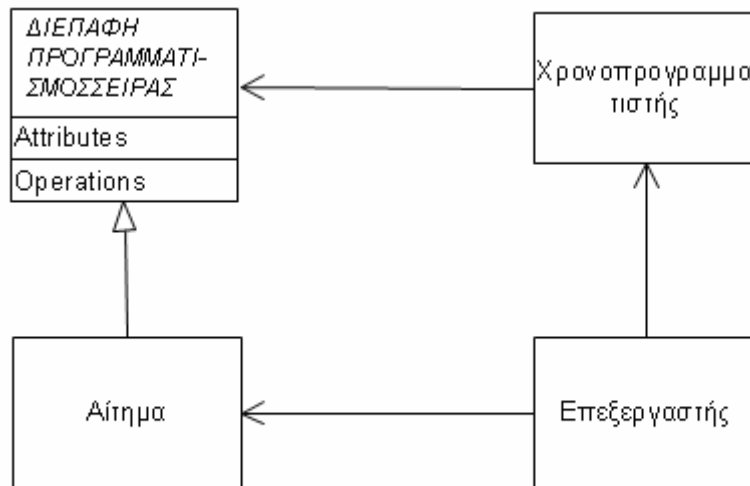 ΔΙΕΠΑΦΗ
ΠΡΟΓΡΑΜΜΑΤΙ-
ΣΜΟΣΣΕΙΡΑΣ
Attributes
Operations
Χρονοπρογραμμα
τιστής
Αίτημα
Επεξεργαστής